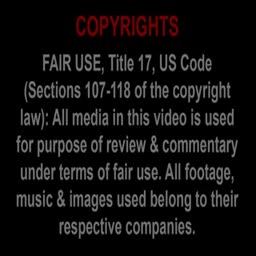 COPYRIGHTS
FAIR USE, Title 17, US Code
(Sections 107-118 of the copyright
law): All media in this video is used
for purpose of review & commentary
under terms of fair use. All footage,
music & images used belong to their
respective companies.